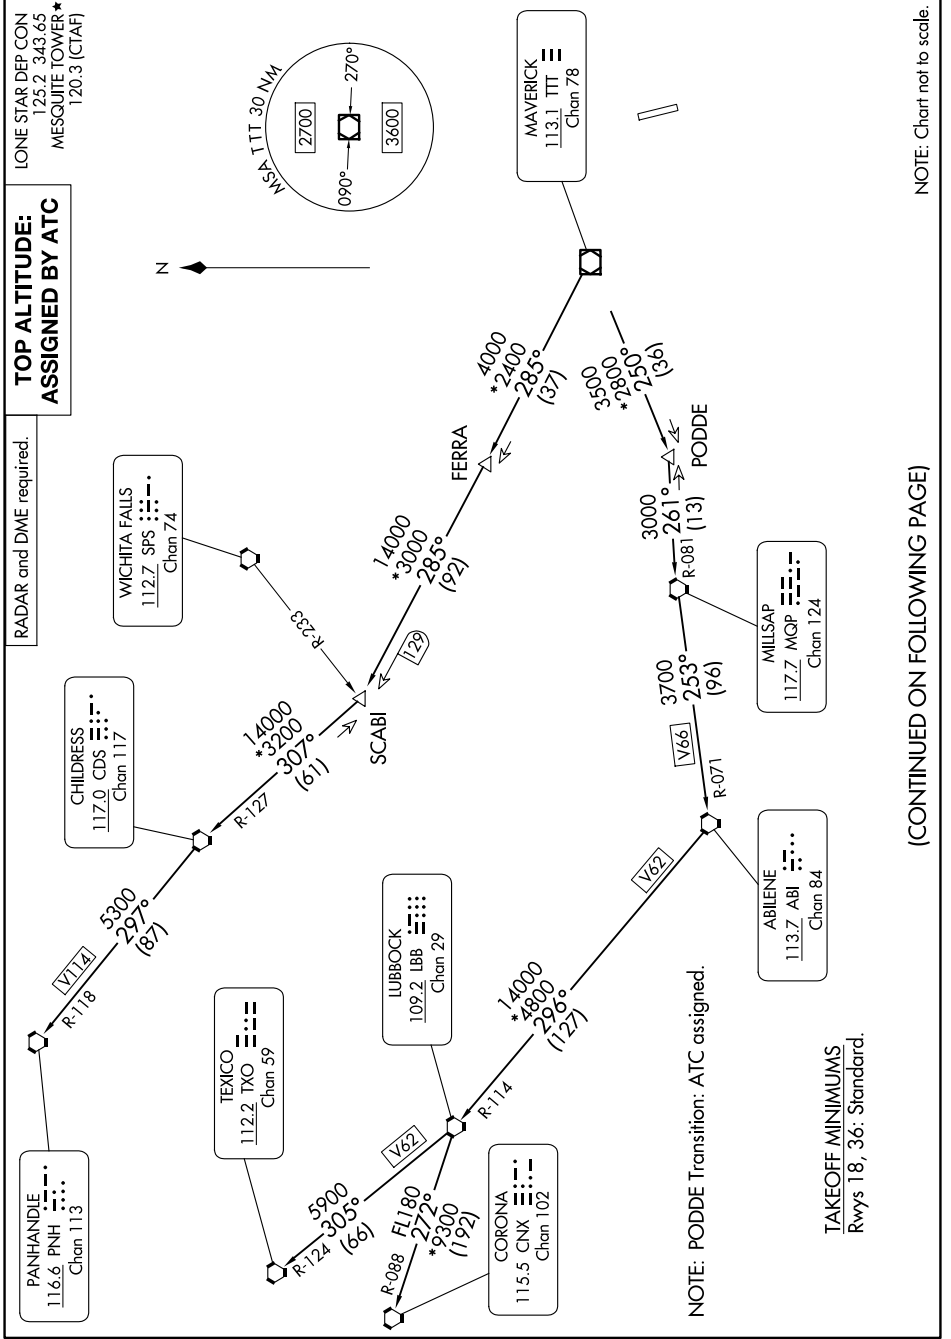 RADAR and DME required.
TOP ALTITUDE:
ASSIGNED BY ATC
LONE STAR DEP CON
125.2 343.65
MESQUITE TOWER★
120.3 (CTAF)
PANHANDLE
116.6 PNH
Chan 113
CHILDRESS
117.0 CDS
Chan 117
WICHITA FALLS
112.7 SPS
Chan 74
N
MSA TTT 30 NM
2700
090°
270°
3600
V114
R-118
5300
297°
(87)
R-127
14000
*3200
307°
(61)
R-233
SCABI
129
14000
*3000
285°
(92)
FERRA
4000
*2400
285°
(37)
MAVERICK
113.1 TTT
Chan 78
TEXICO
112.2 TXO
Chan 59
LUBBOCK
109.2 LBB
Chan 29
R-124
5900
305°
(66)
V62
R-088
FL180
272°
*9300
(192)
CORONA
115.5 CNX
Chan 102
R-114
14000
*4800
296°
(127)
V62
3700
253°
(96)
V66
R-071
3000
261°
(13)
R-081
PODDE
3500
*2800
250°
(36)
MILLSAP
117.7 MQP
Chan 124
ABILENE
113.7 ABI
Chan 84
NOTE: PODDE Transition: ATC assigned.
TAKEOFF MINIMUMS
Rwys 18, 36: Standard.
(CONTINUED ON FOLLOWING PAGE)
NOTE: Chart not to scale.